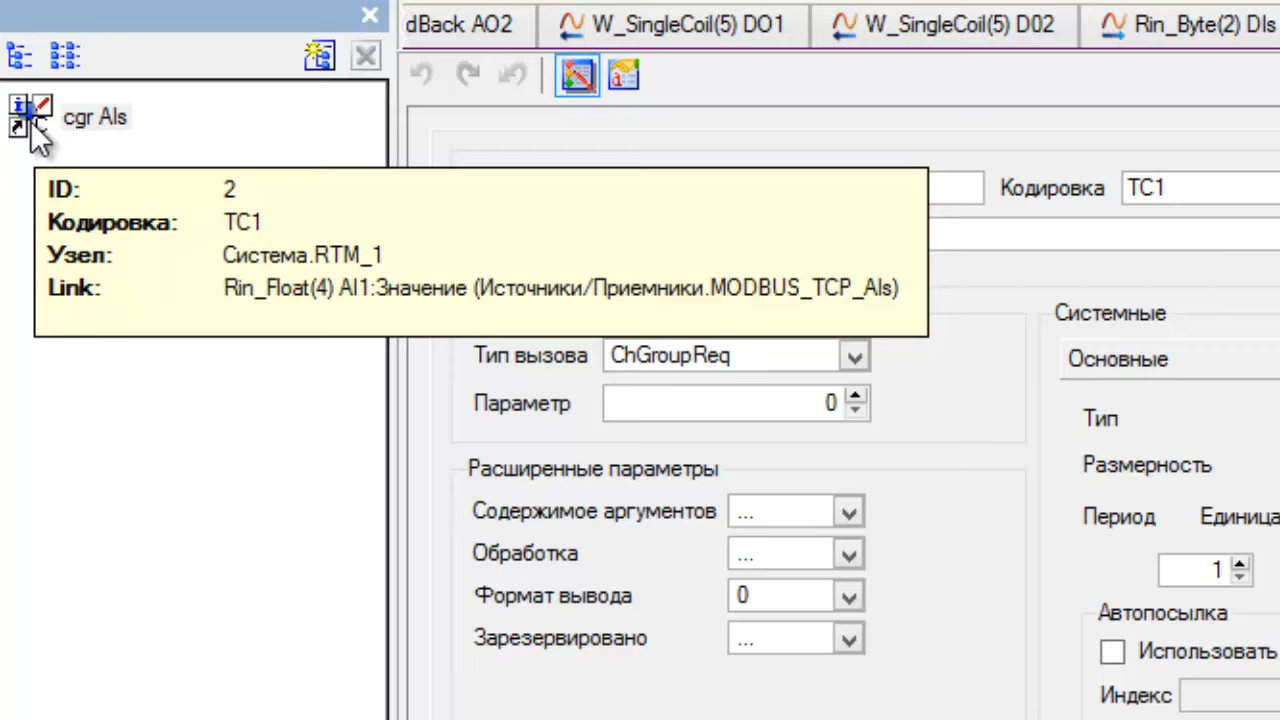 dBack AO2
W_SingleCoil(5) DO1
W_SingleCoil(5) D02
Rin_Byte(2) DIs
cgr AIs
ID: 2
Кодировка: TC1
Узел: Система.RTM_1
Link: Rin_Float(4) AI1:Значение (Источники/Приемники.MODBUS_TCP_AIs)
Кодировка TC1
Тип вызова ChGroupReq
Параметр 0
Расширенные параметры
Содержимое аргументов ...
Обработка ...
Формат вывода 0
Зарезервировано ...
Системные
Основные
Тип
Размерность
Период Единица
1
Автопосылка
Использовать
Индекс